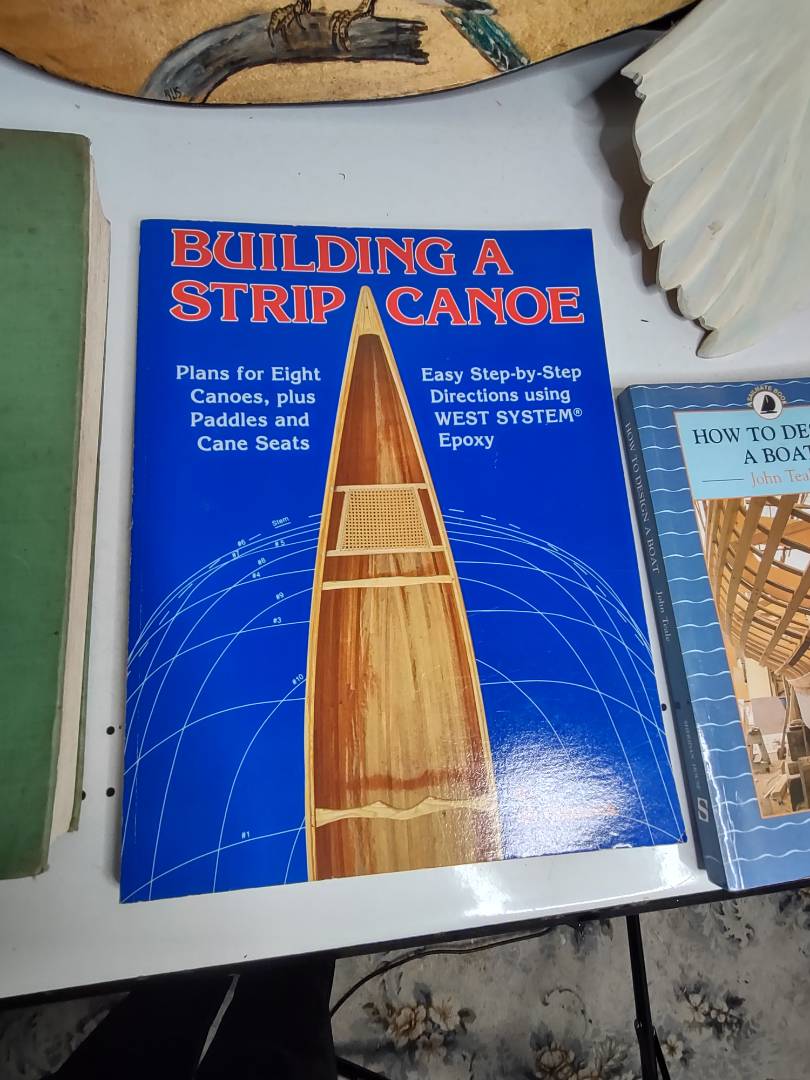 BUILDING A
STRIP CANOE
Plans for Eight
Canoes, plus
Paddles and
Cane Seats
Easy Step-by-Step
Directions using
WEST SYSTEM®
Epoxy
Stem
#6
#7
#5
#8
#4
#9
#3
#10
#1
HOW TO DESIGN A BOAT
John Teale
S
HOW TO DES
A BOAT
John Teal